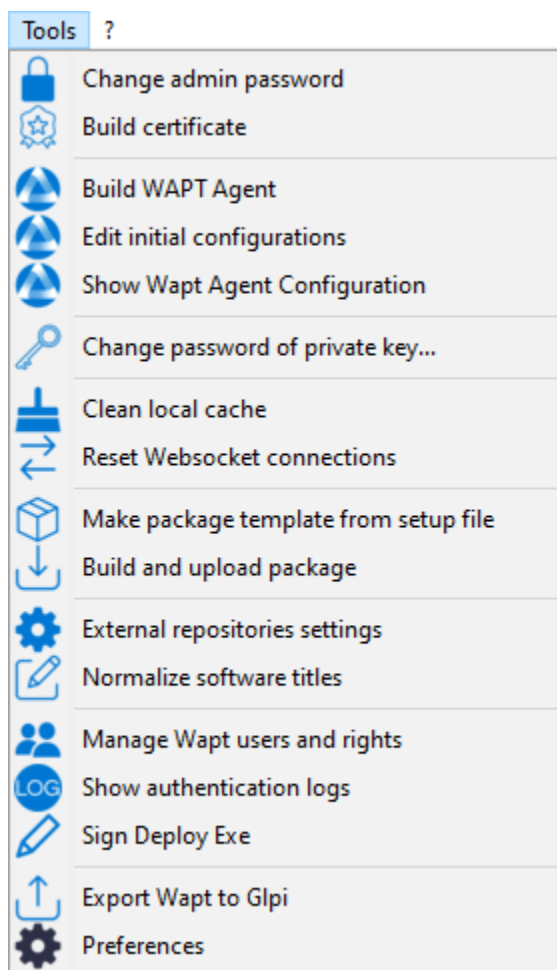 Tools ?
Change admin password
Build certificate
Build WAPT Agent
Edit initial configurations
Show Wapt Agent Configuration
Change password of private key...
Clean local cache
Reset Websocket connections
Make package template from setup file
Build and upload package
External repositories settings
Normalize software titles
Manage Wapt users and rights
LOG Show authentication logs
Sign Deploy Exe
Export Wapt to Glpi
Preferences